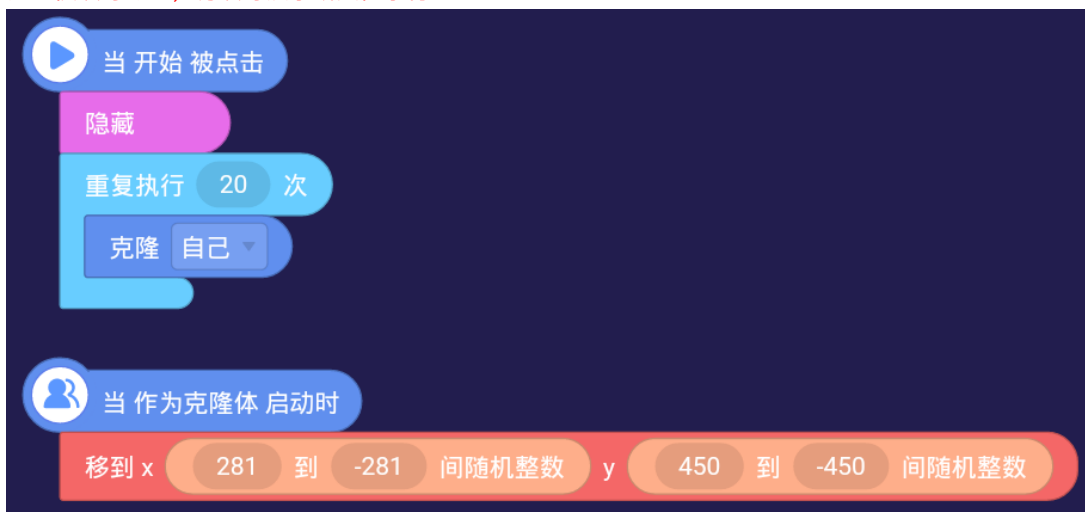 当 开始 被点击
隐藏
重复执行 20 次
克隆 自己
当 作为克隆体 启动时
移到 x 281 到 -281 间随机整数 y 450 到 -450 间随机整数